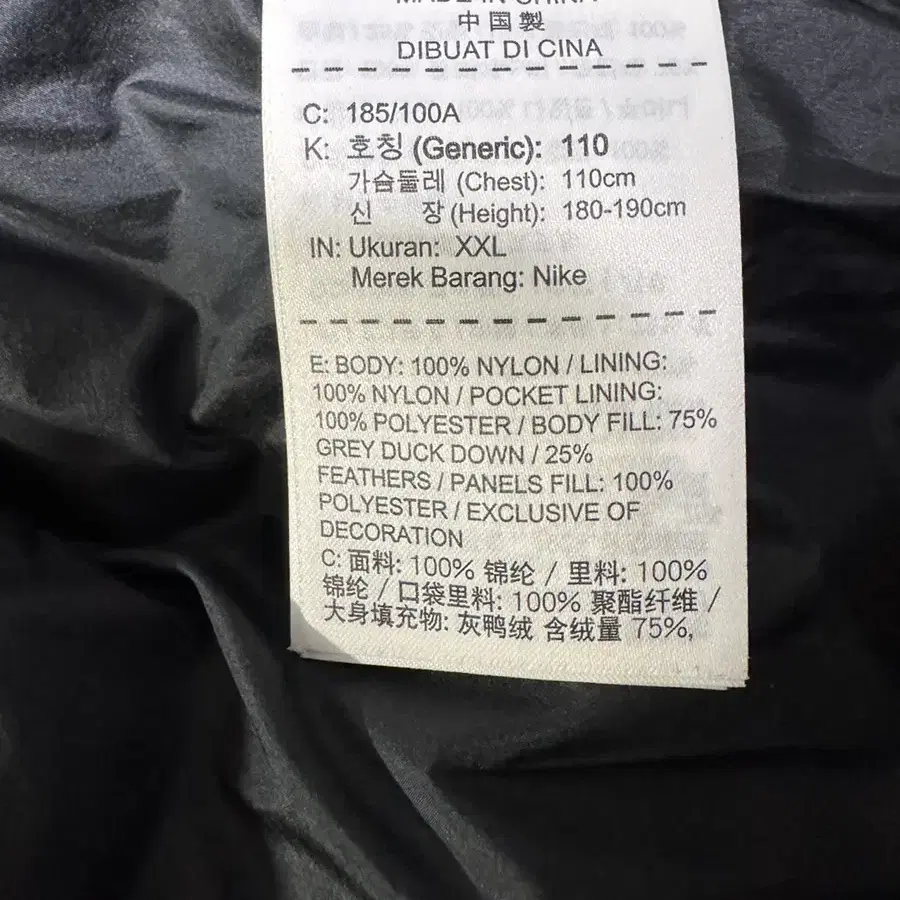 MADE IN CHINA
中国製
DIBUAT DI CINA
C: 185/100A
K: 호칭 (Generic): 110
가슴둘레 (Chest): 110cm
신 장 (Height): 180-190cm
IN: Ukuran: XXL
Merek Barang: Nike
E: BODY: 100% NYLON / LINING:
100% NYLON / POCKET LINING:
100% POLYESTER / BODY FILL: 75%
GREY DUCK DOWN / 25%
FEATHERS / PANELS FILL: 100%
POLYESTER / EXCLUSIVE OF
DECORATION
C: 面料: 100% 锦纶 / 里料: 100%
锦纶 / 口袋里料: 100% 聚酯纤维 /
大身填充物: 灰鸭绒 含绒量 75%,